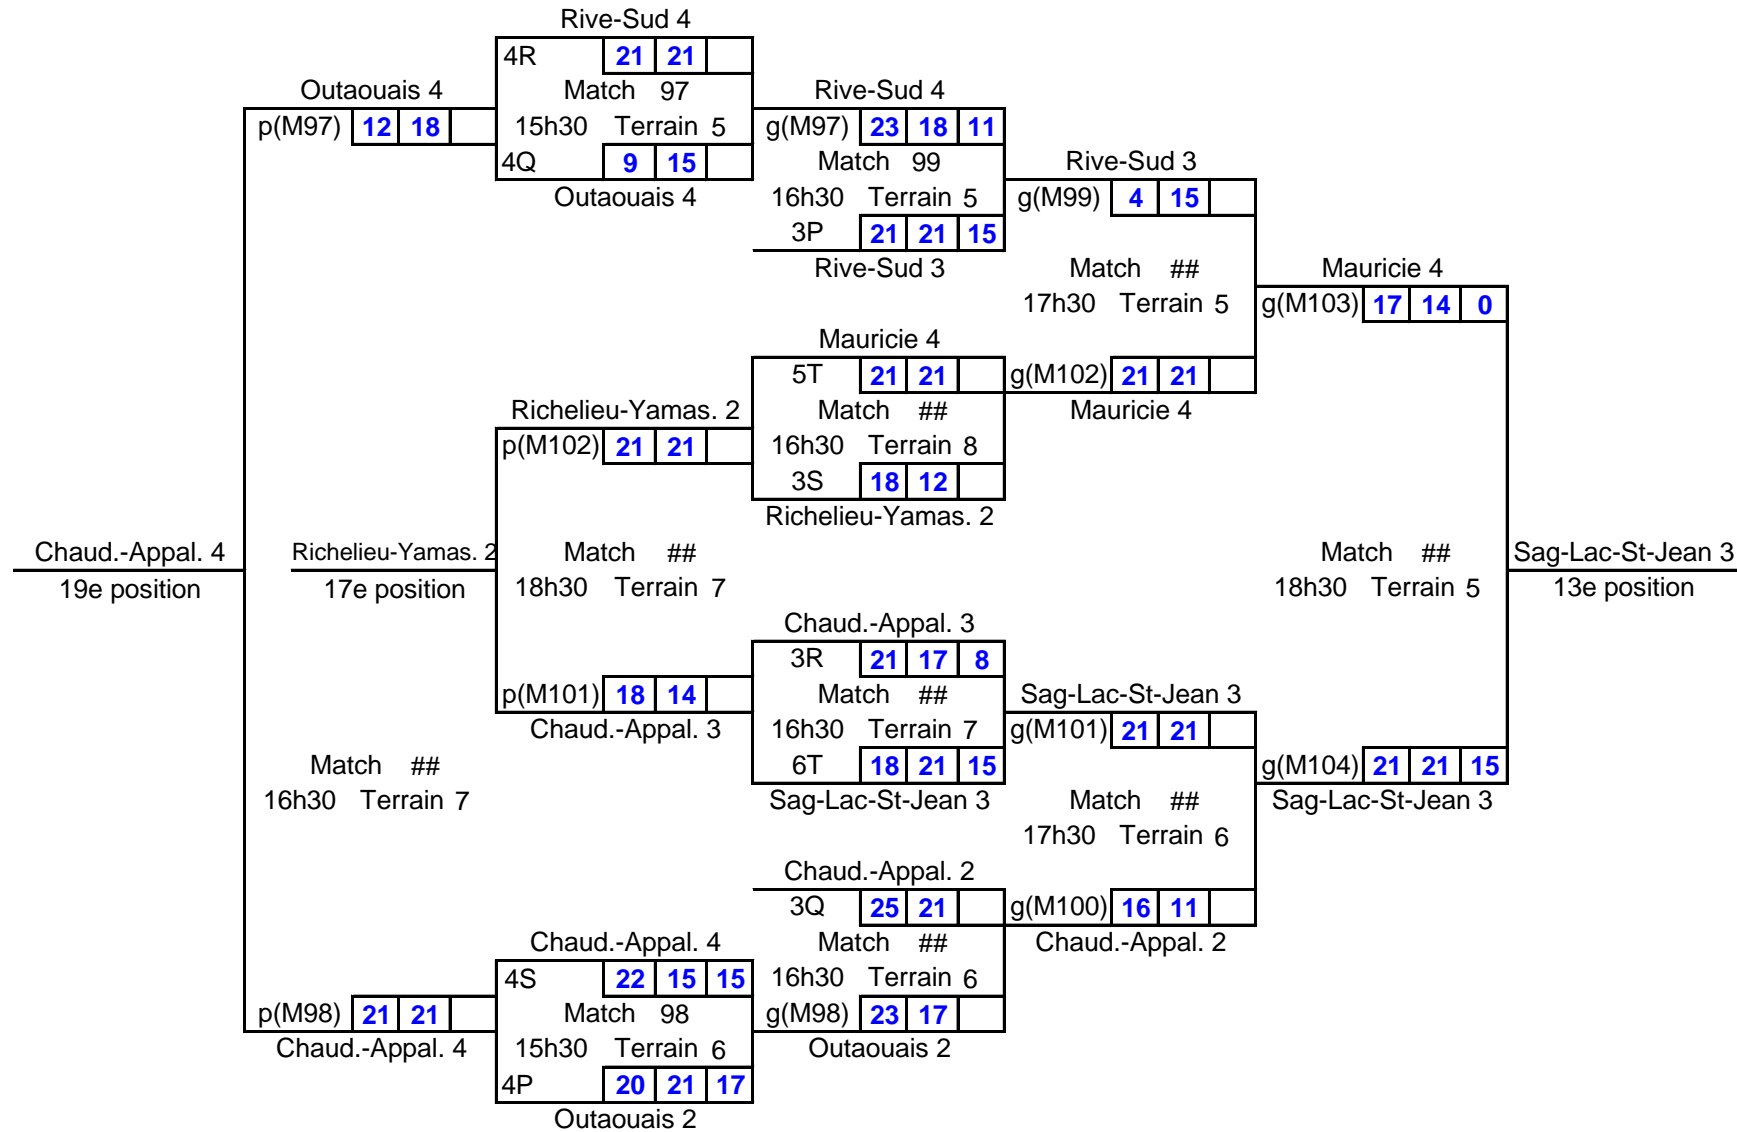 Rive-Sud 4
4R 21 21
Outaouais 4 Match 97 Rive-Sud 4
p(M97) 12 18 15h30 Terrain 5 g(M97) 23 18 11
4Q 9 15 Match 99 Rive-Sud 3
Outaouais 4 16h30 Terrain 5 g(M99) 4 15
3P 21 21 15
Rive-Sud 3 Match ## Mauricie 4
17h30 Terrain 5 g(M103) 17 14 0
Mauricie 4
5T 21 21 g(M102) 21 21
Richelieu-Yamas. 2 Match ## Mauricie 4
p(M102) 21 21 16h30 Terrain 8
3S 18 12
Richelieu-Yamas. 2
Chaud.-Appal. 4 Richelieu-Yamas. 2 Match ## Match ## Sag-Lac-St-Jean 3
19e position 17e position 18h30 Terrain 7 18h30 Terrain 5 13e position
Chaud.-Appal. 3
3R 21 17 8
p(M101) 18 14 Match ## Sag-Lac-St-Jean 3
Chaud.-Appal. 3 16h30 Terrain 7 g(M101) 21 21
Match ## 6T 18 21 15 g(M104) 21 21 15
16h30 Terrain 7 Sag-Lac-St-Jean 3 Match ## Sag-Lac-St-Jean 3
17h30 Terrain 6
Chaud.-Appal. 2
3Q 25 21 g(M100) 16 11
Chaud.-Appal. 4 Match ## Chaud.-Appal. 2
4S 22 15 15 16h30 Terrain 6
p(M98) 21 21 Match 98 g(M98) 23 17
Chaud.-Appal. 4 15h30 Terrain 6 Outaouais 2
4P 20 21 17
Outaouais 2